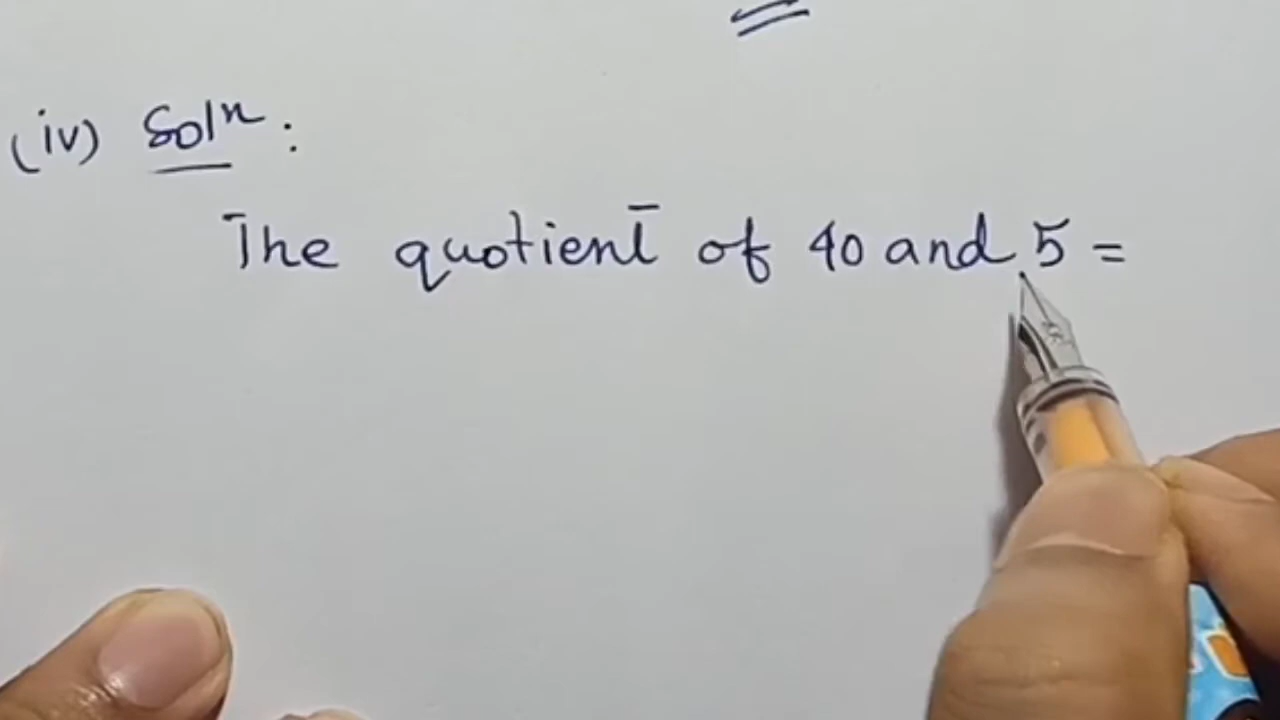 (iv) Solⁿ :
The quotient of 40 and 5 =